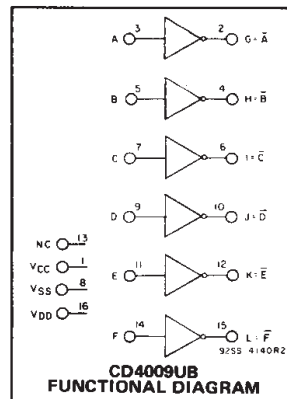 A 3 2 G=A̅
B 5 4 H=B̅
C 7 6 I=C̅
D 9 10 J=D̅
NC 13
VCC 1
E 11 12 K=E̅
VSS 8
VDD 16
F 14 15 L=F̅
92SS 4140R2
CD4009UB
FUNCTIONAL DIAGRAM